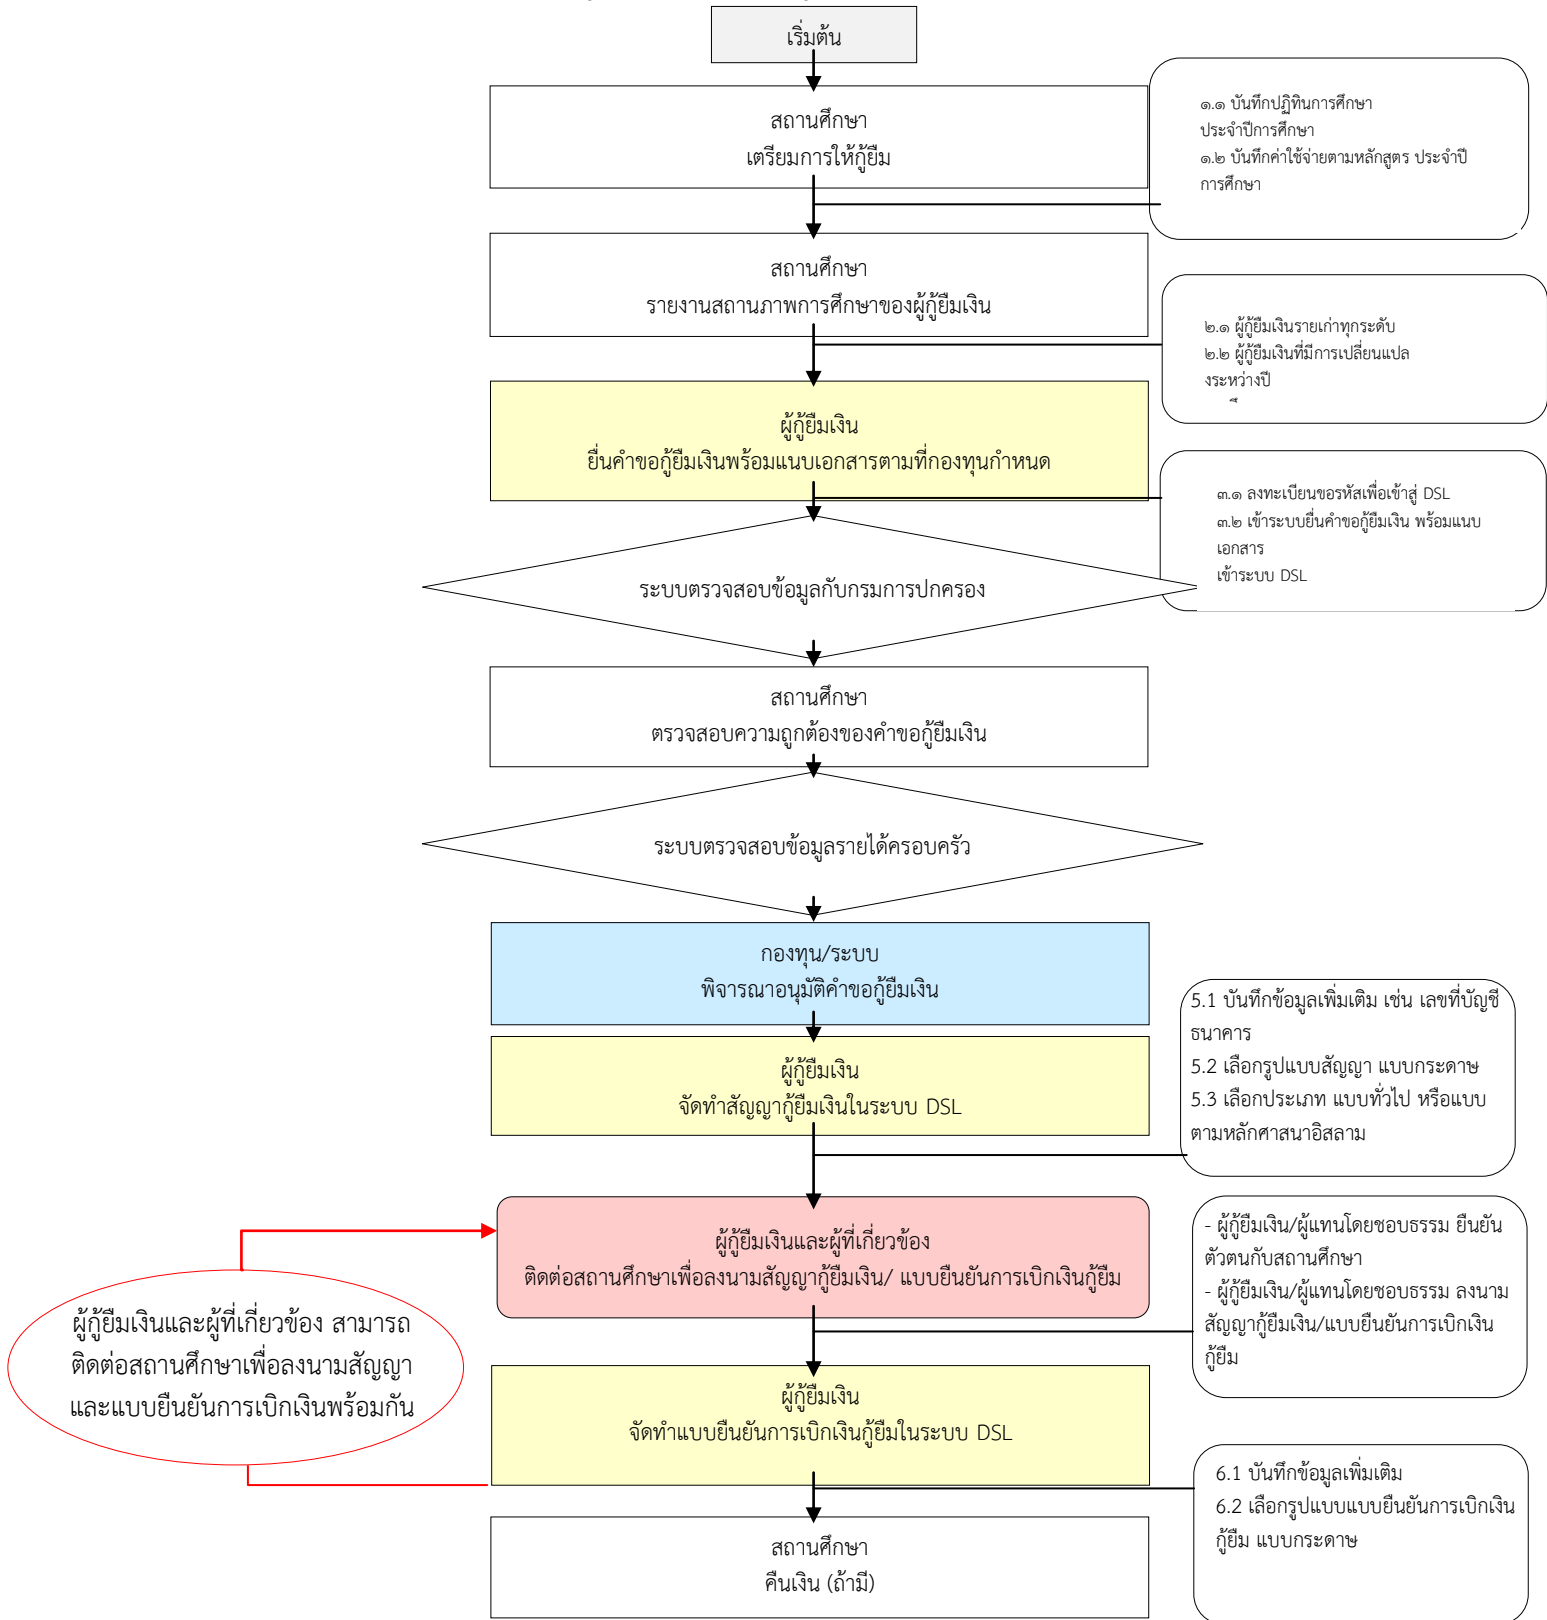 เริ่มต้น
สถานศึกษา
เตรียมการให้กู้ยืม
๑.๑ บันทึกปฏิทินการศึกษา
ประจำปีการศึกษา
๑.๒ บันทึกค่าใช้จ่ายตามหลักสูตร ประจำปี
การศึกษา
สถานศึกษา
รายงานสถานภาพการศึกษาของผู้กู้ยืมเงิน
๒.๑ ผู้กู้ยืมเงินรายเก่าทุกระดับ
๒.๒ ผู้กู้ยืมเงินที่มีการเปลี่ยนแปล
งระหว่างปี
ผู้กู้ยืมเงิน
ยื่นคำขอกู้ยืมเงินพร้อมแนบเอกสารตามที่กองทุนกำหนด
๓.๑ ลงทะเบียนขอรหัสเพื่อเข้าสู่ DSL
๓.๒ เข้าระบบยื่นคำขอกู้ยืมเงิน พร้อมแนบ
เอกสาร
เข้าระบบ DSL
ระบบตรวจสอบข้อมูลกับกรมการปกครอง
สถานศึกษา
ตรวจสอบความถูกต้องของคำขอกู้ยืมเงิน
ระบบตรวจสอบข้อมูลรายได้ครอบครัว
กองทุน/ระบบ
พิจารณาอนุมัติคำขอกู้ยืมเงิน
ผู้กู้ยืมเงิน
จัดทำสัญญากู้ยืมเงินในระบบ DSL
5.1 บันทึกข้อมูลเพิ่มเติม เช่น เลขที่บัญชี
ธนาคาร
5.2 เลือกรูปแบบสัญญา แบบกระดาษ
5.3 เลือกประเภท แบบทั่วไป หรือแบบ
ตามหลักศาสนาอิสลาม
ผู้กู้ยืมเงินและผู้ที่เกี่ยวข้อง
ติดต่อสถานศึกษาเพื่อลงนามสัญญากู้ยืมเงิน/ แบบยืนยันการเบิกเงินกู้ยืม
- ผู้กู้ยืมเงิน/ผู้แทนโดยชอบธรรม ยืนยัน
ตัวตนกับสถานศึกษา
- ผู้กู้ยืมเงิน/ผู้แทนโดยชอบธรรม ลงนาม
สัญญากู้ยืมเงิน/แบบยืนยันการเบิกเงิน
กู้ยืม
ผู้กู้ยืมเงินและผู้ที่เกี่ยวข้อง สามารถ
ติดต่อสถานศึกษาเพื่อลงนามสัญญา
และแบบยืนยันการเบิกเงินพร้อมกัน
ผู้กู้ยืมเงิน
จัดทำแบบยืนยันการเบิกเงินกู้ยืมในระบบ DSL
6.1 บันทึกข้อมูลเพิ่มเติม
6.2 เลือกรูปแบบแบบยืนยันการเบิกเงิน
กู้ยืม แบบกระดาษ
สถานศึกษา
คืนเงิน (ถ้ามี)